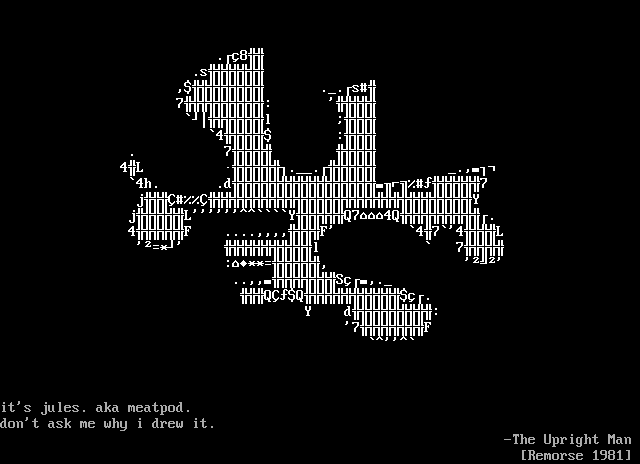 it's jules. aka meatpod.
don't ask me why i drew it.
-The Upright Man
[Remorse 1981]